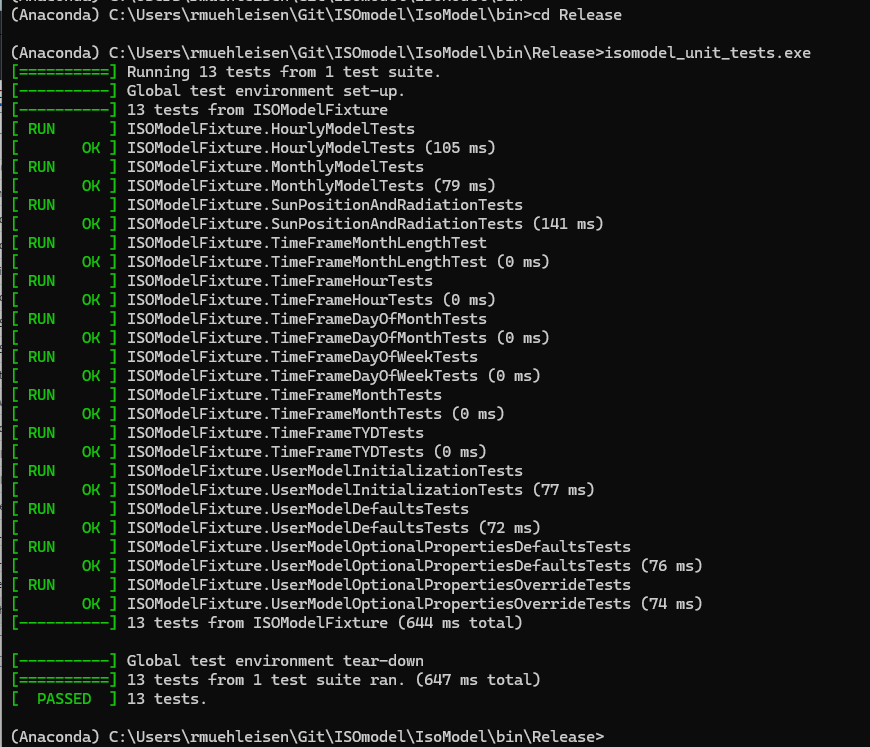 (Anaconda) C:\Users\rmuehleisen\Git\ISOmodel\IsoModel\bin>cd Release
(Anaconda) C:\Users\rmuehleisen\Git\ISOmodel\IsoModel\bin\Release>isomodel_unit_tests.exe
[==========] Running 13 tests from 1 test suite.
[----------] Global test environment set-up.
[----------] 13 tests from ISOModelFixture
[ RUN      ] ISOModelFixture.HourlyModelTests
[       OK ] ISOModelFixture.HourlyModelTests (105 ms)
[ RUN      ] ISOModelFixture.MonthlyModelTests
[       OK ] ISOModelFixture.MonthlyModelTests (79 ms)
[ RUN      ] ISOModelFixture.SunPositionAndRadiationTests
[       OK ] ISOModelFixture.SunPositionAndRadiationTests (141 ms)
[ RUN      ] ISOModelFixture.TimeFrameMonthLengthTest
[       OK ] ISOModelFixture.TimeFrameMonthLengthTest (0 ms)
[ RUN      ] ISOModelFixture.TimeFrameHourTests
[       OK ] ISOModelFixture.TimeFrameHourTests (0 ms)
[ RUN      ] ISOModelFixture.TimeFrameDayOfMonthTests
[       OK ] ISOModelFixture.TimeFrameDayOfMonthTests (0 ms)
[ RUN      ] ISOModelFixture.TimeFrameDayOfWeekTests
[       OK ] ISOModelFixture.TimeFrameDayOfWeekTests (0 ms)
[ RUN      ] ISOModelFixture.TimeFrameMonthTests
[       OK ] ISOModelFixture.TimeFrameMonthTests (0 ms)
[ RUN      ] ISOModelFixture.TimeFrameTYDTests
[       OK ] ISOModelFixture.TimeFrameTYDTests (0 ms)
[ RUN      ] ISOModelFixture.UserModelInitializationTests
[       OK ] ISOModelFixture.UserModelInitializationTests (77 ms)
[ RUN      ] ISOModelFixture.UserModelDefaultsTests
[       OK ] ISOModelFixture.UserModelDefaultsTests (72 ms)
[ RUN      ] ISOModelFixture.UserModelOptionalPropertiesDefaultsTests
[       OK ] ISOModelFixture.UserModelOptionalPropertiesDefaultsTests (76 ms)
[ RUN      ] ISOModelFixture.UserModelOptionalPropertiesOverrideTests
[       OK ] ISOModelFixture.UserModelOptionalPropertiesOverrideTests (74 ms)
[----------] 13 tests from ISOModelFixture (644 ms total)
[----------] Global test environment tear-down
[==========] 13 tests from 1 test suite ran. (647 ms total)
[  PASSED  ] 13 tests.
(Anaconda) C:\Users\rmuehleisen\Git\ISOmodel\IsoModel\bin\Release>